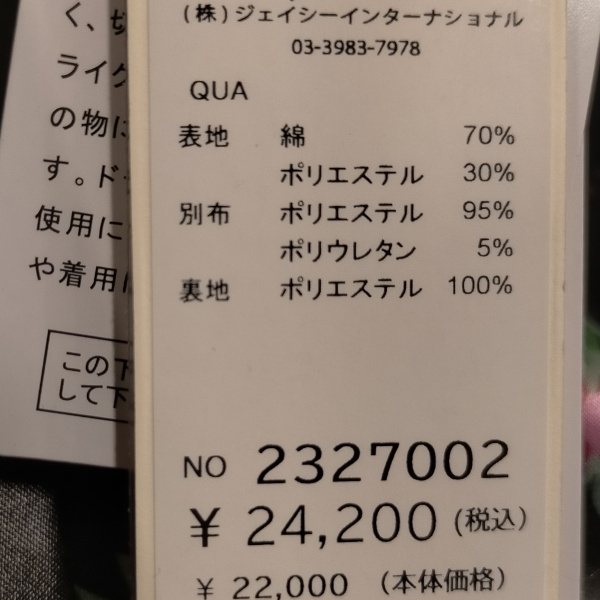 (株)ジェイシーインターナショナル
03-3983-7978
QUA
表地 綿 70%
ポリエステル 30%
別布 ポリエステル 95%
ポリウレタン 5%
裏地 ポリエステル 100%
NO 2327002
¥ 24,200 (税込)
¥ 22,000 (本体価格)
く、
ライ
の物に
す。ド
使用に
や着用
この下
して下